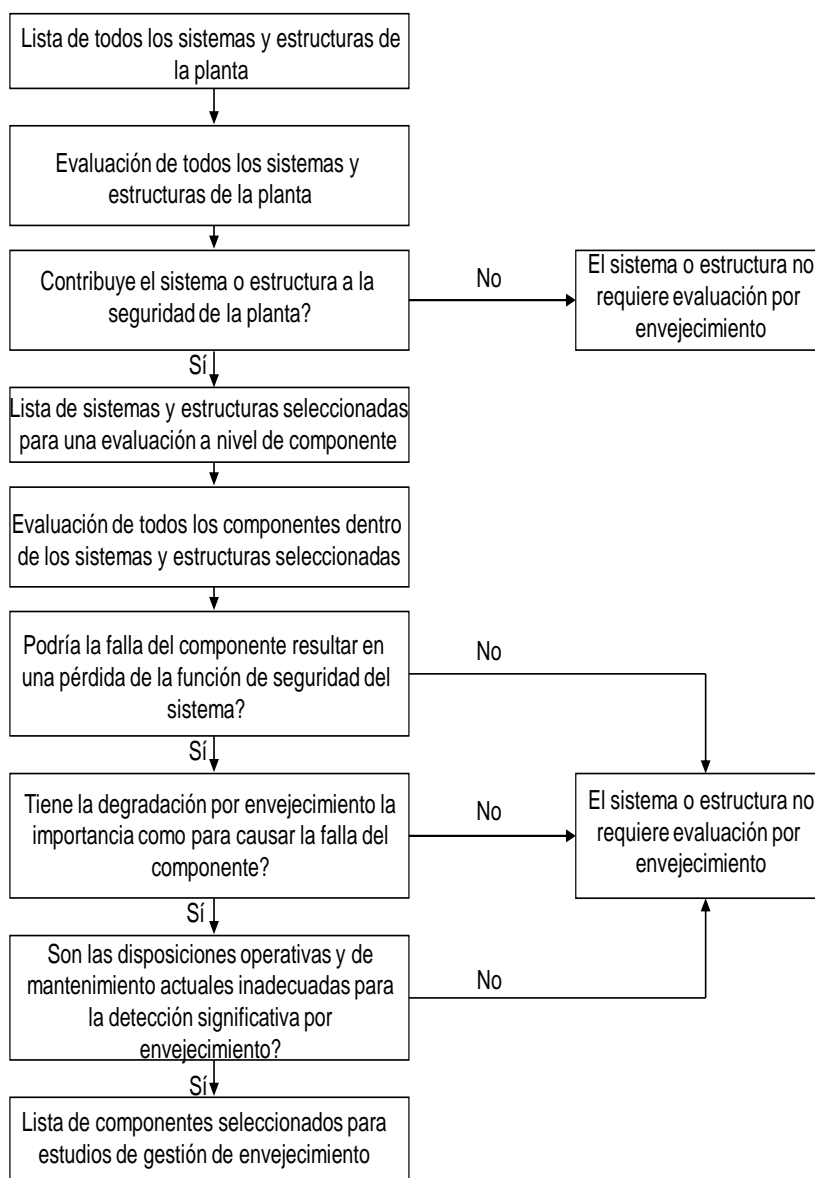 Lista de todos los sistemas y estructuras de
la planta
Evaluación de todos los sistemas y
estructuras de la planta
Contribuye el sistema o estructura a la
seguridad de la planta?
No
El sistema o estructura no
requiere evaluación por
envejecimiento
Sí
Lista de sistemas y estructuras seleccionadas
para una evaluación a nivel de componente
Evaluación de todos los componentes dentro
de los sistemas y estructuras seleccionadas
Podría la falla del componente resultar en
una pérdida de la función de seguridad del
sistema?
No
Sí
Tiene la degradación por envejecimiento la
importancia como para causar la falla del
componente?
No
El sistema o estructura no
requiere evaluación por
envejecimiento
Sí
Son las disposiciones operativas y de
mantenimiento actuales inadecuadas para
la detección significativa por
envejecimiento?
No
Sí
Lista de componentes seleccionados para
estudios de gestión de envejecimiento